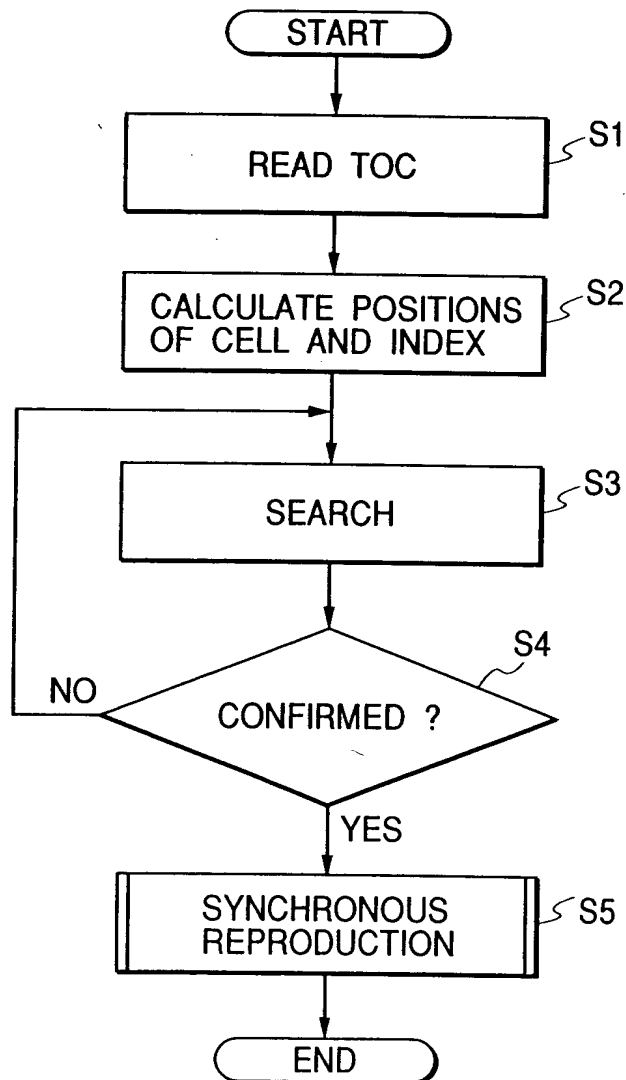 START
READ TOC
S1
CALCULATE POSITIONS
OF CELL AND INDEX
S2
SEARCH
S3
CONFIRMED ?
S4
NO
YES
SYNCHRONOUS
REPRODUCTION
S5
END